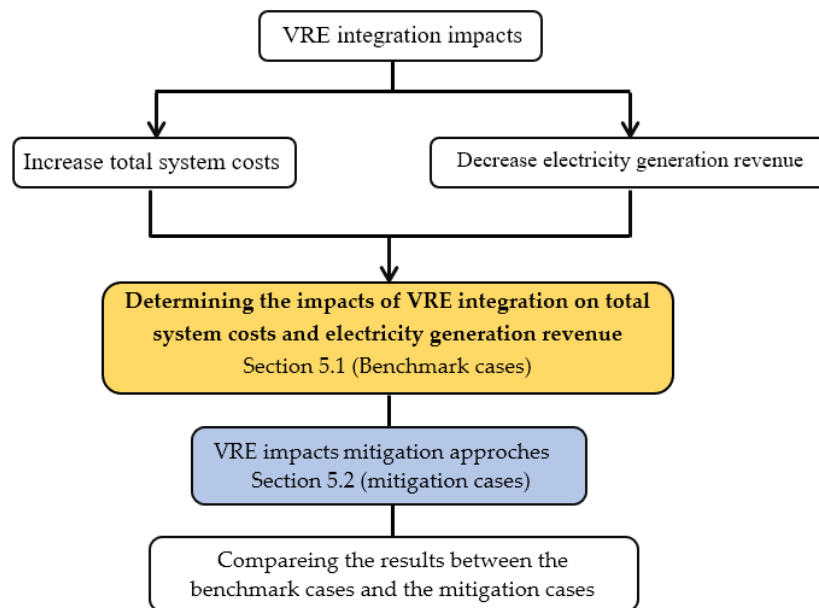 VRE integration impacts
Increase total system costs
Decrease electricity generation revenue
Determining the impacts of VRE integration on total
system costs and electricity generation revenue
Section 5.1 (Benchmark cases)
VRE impacts mitigation approches
Section 5.2 (mitigation cases)
Compareing the results between the
benchmark cases and the mitigation cases